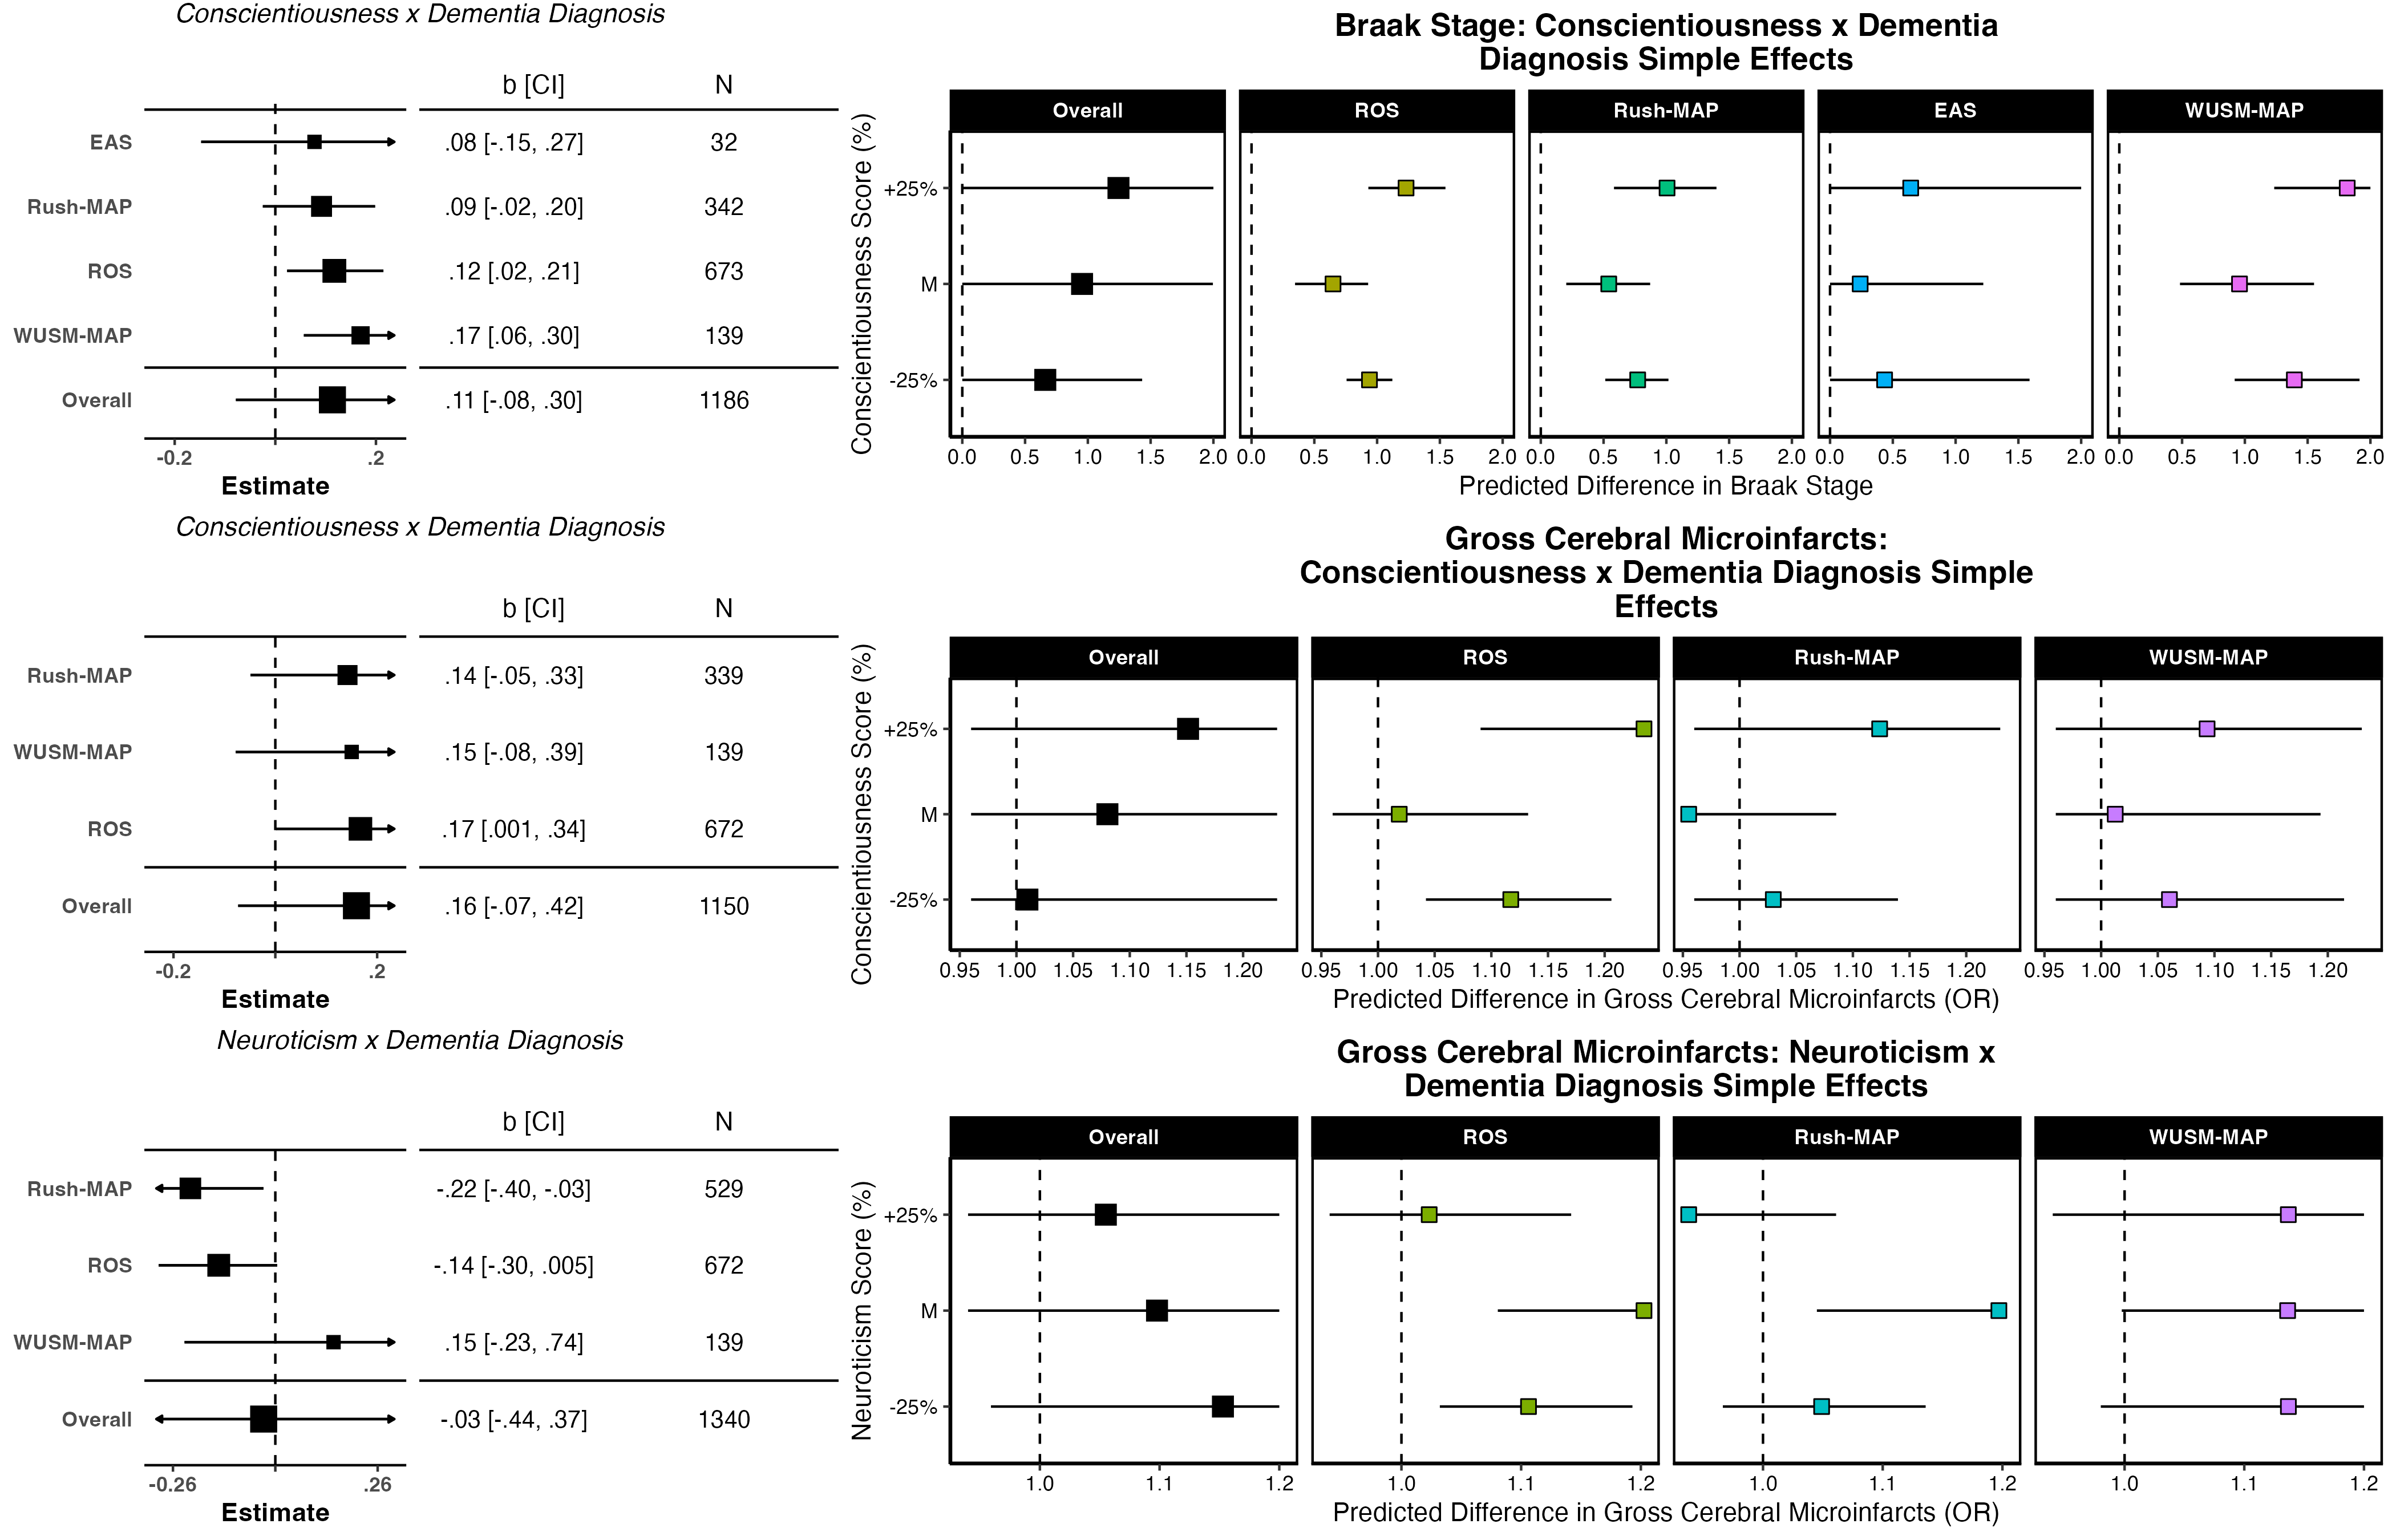 Conscientiousness x Dementia Diagnosis
b [CI] N
EAS .08 [-.15, .27] 32
Rush-MAP .09 [-.02, .20] 342
ROS .12 [.02, .21] 673
WUSM-MAP .17 [.06, .30] 139
Overall .11 [-.08, .30] 1186
-0.2 .2
Estimate
Braak Stage: Conscientiousness x Dementia
Diagnosis Simple Effects
Overall ROS Rush-MAP EAS WUSM-MAP
Conscientiousness Score (%)
+25%
M
-25%
0.0 0.5 1.0 1.5 2.0 0.0 0.5 1.0 1.5 2.0 0.0 0.5 1.0 1.5 2.0 0.0 0.5 1.0 1.5 2.0 0.0 0.5 1.0 1.5 2.0
Predicted Difference in Braak Stage
Conscientiousness x Dementia Diagnosis
b [CI] N
Rush-MAP .14 [-.05, .33] 339
WUSM-MAP .15 [-.08, .39] 139
ROS .17 [.001, .34] 672
Overall .16 [-.07, .42] 1150
-0.2 .2
Estimate
Gross Cerebral Microinfarcts:
Conscientiousness x Dementia Diagnosis Simple
Effects
Overall ROS Rush-MAP WUSM-MAP
Conscientiousness Score (%)
+25%
M
-25%
0.95 1.00 1.05 1.10 1.15 1.20 0.95 1.00 1.05 1.10 1.15 1.20 0.95 1.00 1.05 1.10 1.15 1.20 0.95 1.00 1.05 1.10 1.15 1.20
Predicted Difference in Gross Cerebral Microinfarcts (OR)
Neuroticism x Dementia Diagnosis
b [CI] N
Rush-MAP -.22 [-.40, -.03] 529
ROS -.14 [-.30, .005] 672
WUSM-MAP .15 [-.23, .74] 139
Overall -.03 [-.44, .37] 1340
-0.26 .26
Estimate
Gross Cerebral Microinfarcts: Neuroticism x
Dementia Diagnosis Simple Effects
Overall ROS Rush-MAP WUSM-MAP
Neuroticism Score (%)
+25%
M
-25%
1.0 1.1 1.2 1.0 1.1 1.2 1.0 1.1 1.2 1.0 1.1 1.2
Predicted Difference in Gross Cerebral Microinfarcts (OR)